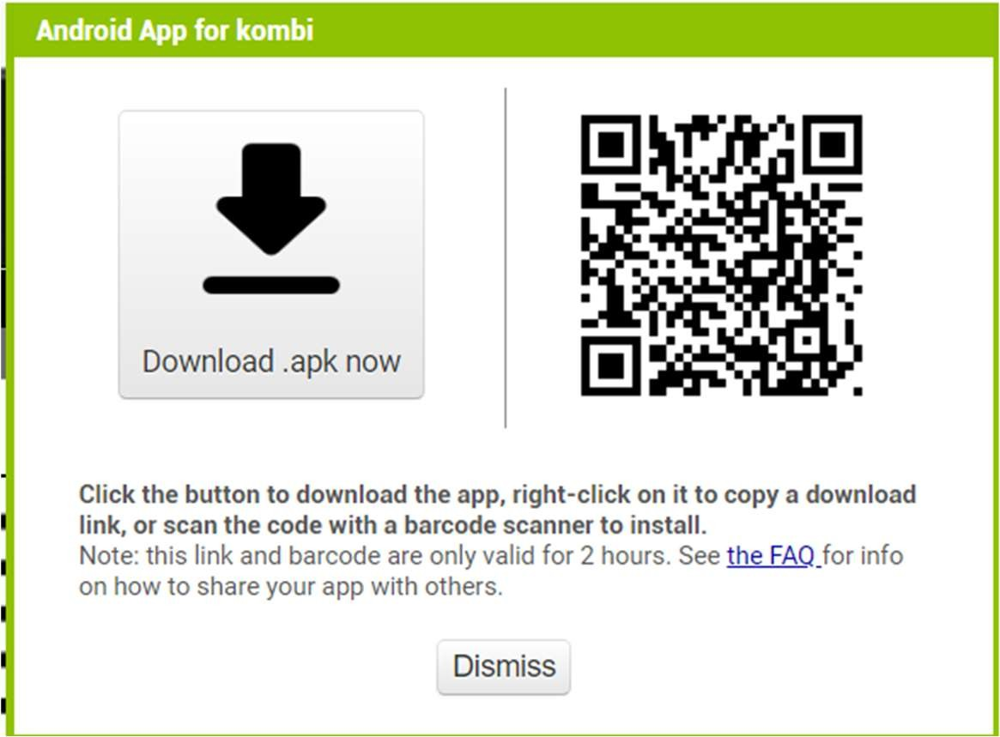 Android App for kombi
Download .apk now
Click the button to download the app, right-click on it to copy a download
link, or scan the code with a barcode scanner to install.
Note: this link and barcode are only valid for 2 hours. See the FAQ for info
on how to share your app with others.
Dismiss